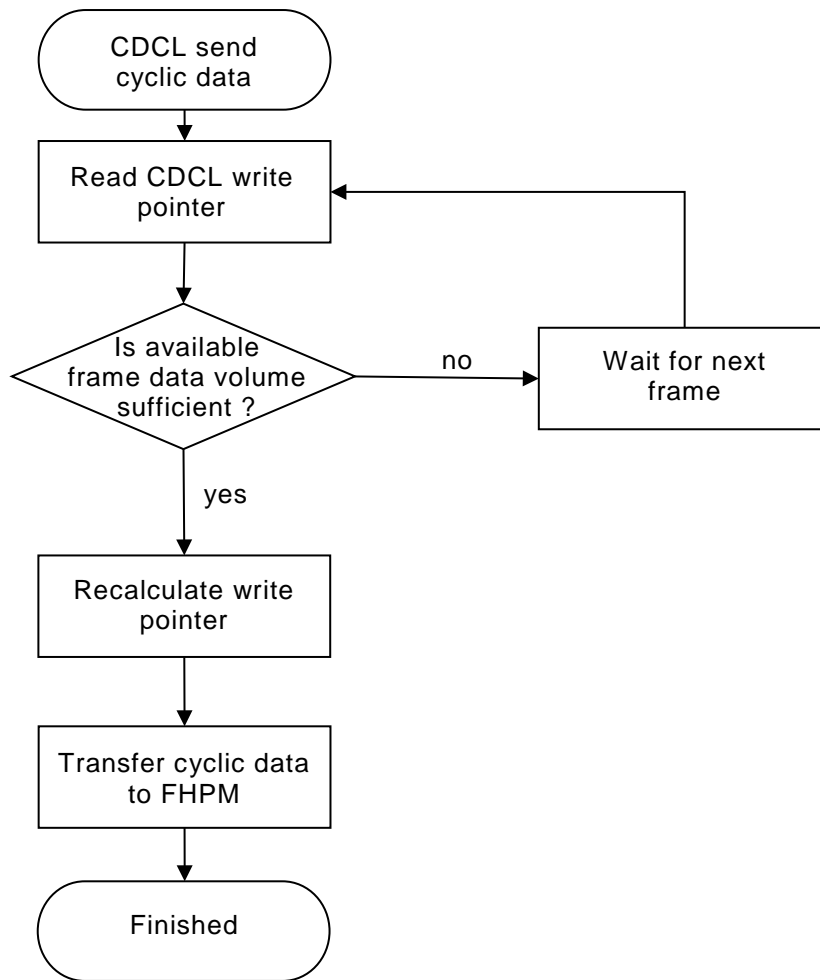 CDCL send
cyclic data
Read CDCL write
pointer
Is available
frame data volume
sufficient ?
no
Wait for next
frame
yes
Recalculate write
pointer
Transfer cyclic data
to FHPM
Finished